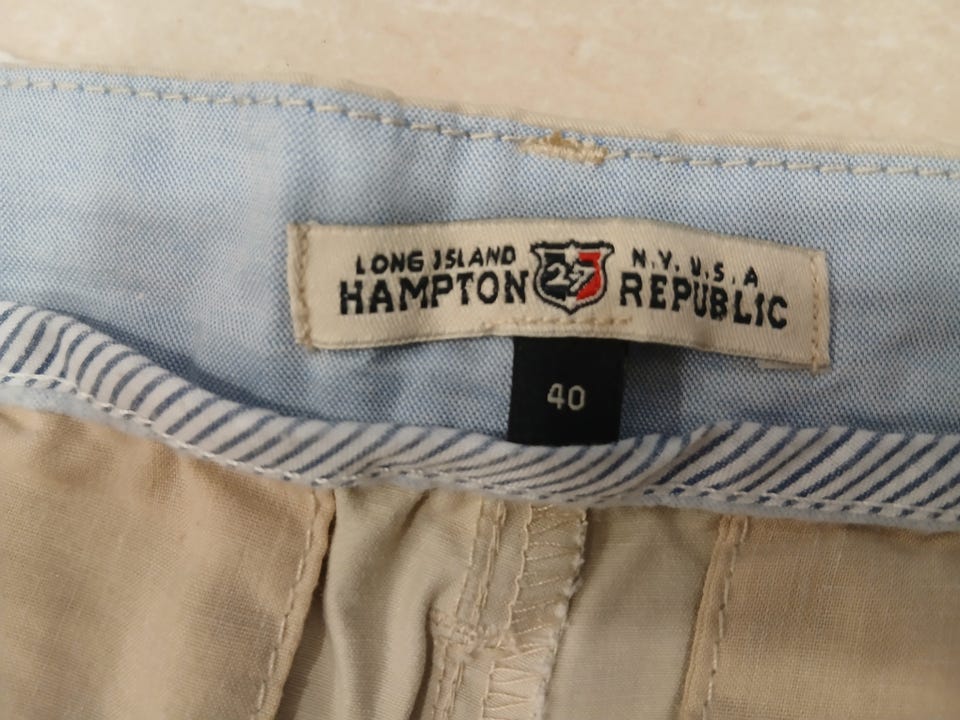 LONG ISLAND N.Y. U.S.A
HAMPTON 27 REPUBLIC
40